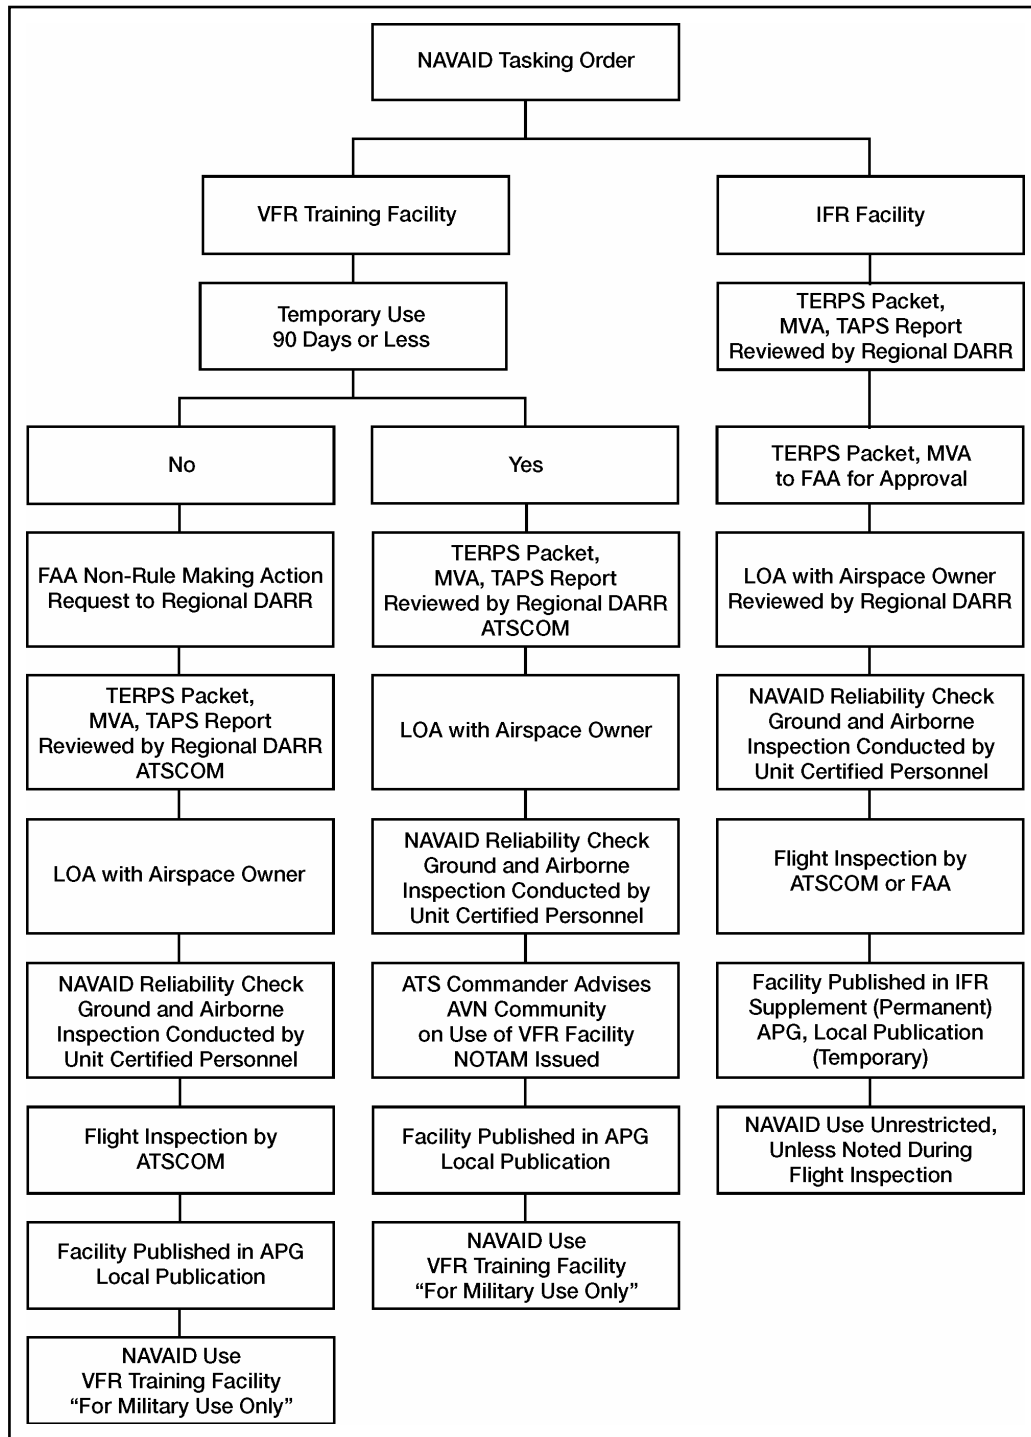 NAVAID Tasking Order
VFR Training Facility
IFR Facility
Temporary Use
90 Days or Less
TERPS Packet,
MVA, TAPS Report
Reviewed by Regional DARR
No
Yes
TERPS Packet, MVA
to FAA for Approval
FAA Non-Rule Making Action
Request to Regional DARR
TERPS Packet,
MVA, TAPS Report
Reviewed by Regional DARR
ATSCOM
LOA with Airspace Owner
Reviewed by Regional DARR
TERPS Packet,
MVA, TAPS Report
Reviewed by Regional DARR
ATSCOM
LOA with Airspace Owner
NAVAID Reliability Check
Ground and Airborne
Inspection Conducted by
Unit Certified Personnel
LOA with Airspace Owner
NAVAID Reliability Check
Ground and Airborne
Inspection Conducted by
Unit Certified Personnel
Flight Inspection by
ATSCOM or FAA
NAVAID Reliability Check
Ground and Airborne
Inspection Conducted by
Unit Certified Personnel
ATS Commander Advises
AVN Community
on Use of VFR Facility
NOTAM Issued
Facility Published in IFR
Supplement (Permanent)
APG, Local Publication
(Temporary)
Flight Inspection by
ATSCOM
Facility Published in APG
Local Publication
NAVAID Use Unrestricted,
Unless Noted During
Flight Inspection
Facility Published in APG
Local Publication
NAVAID Use
VFR Training Facility
“For Military Use Only”
NAVAID Use
VFR Training Facility
“For Military Use Only”